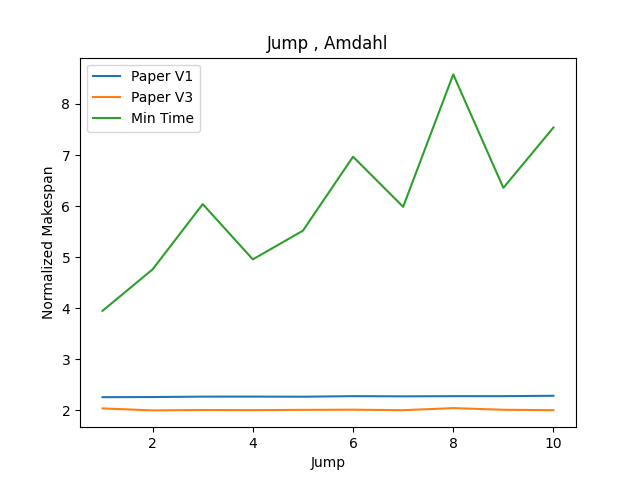 Jump , Amdahl
Paper V1
Paper V3
Min Time
Normalized Makespan
8
7
6
5
4
3
2
2 4 6 8 10
Jump